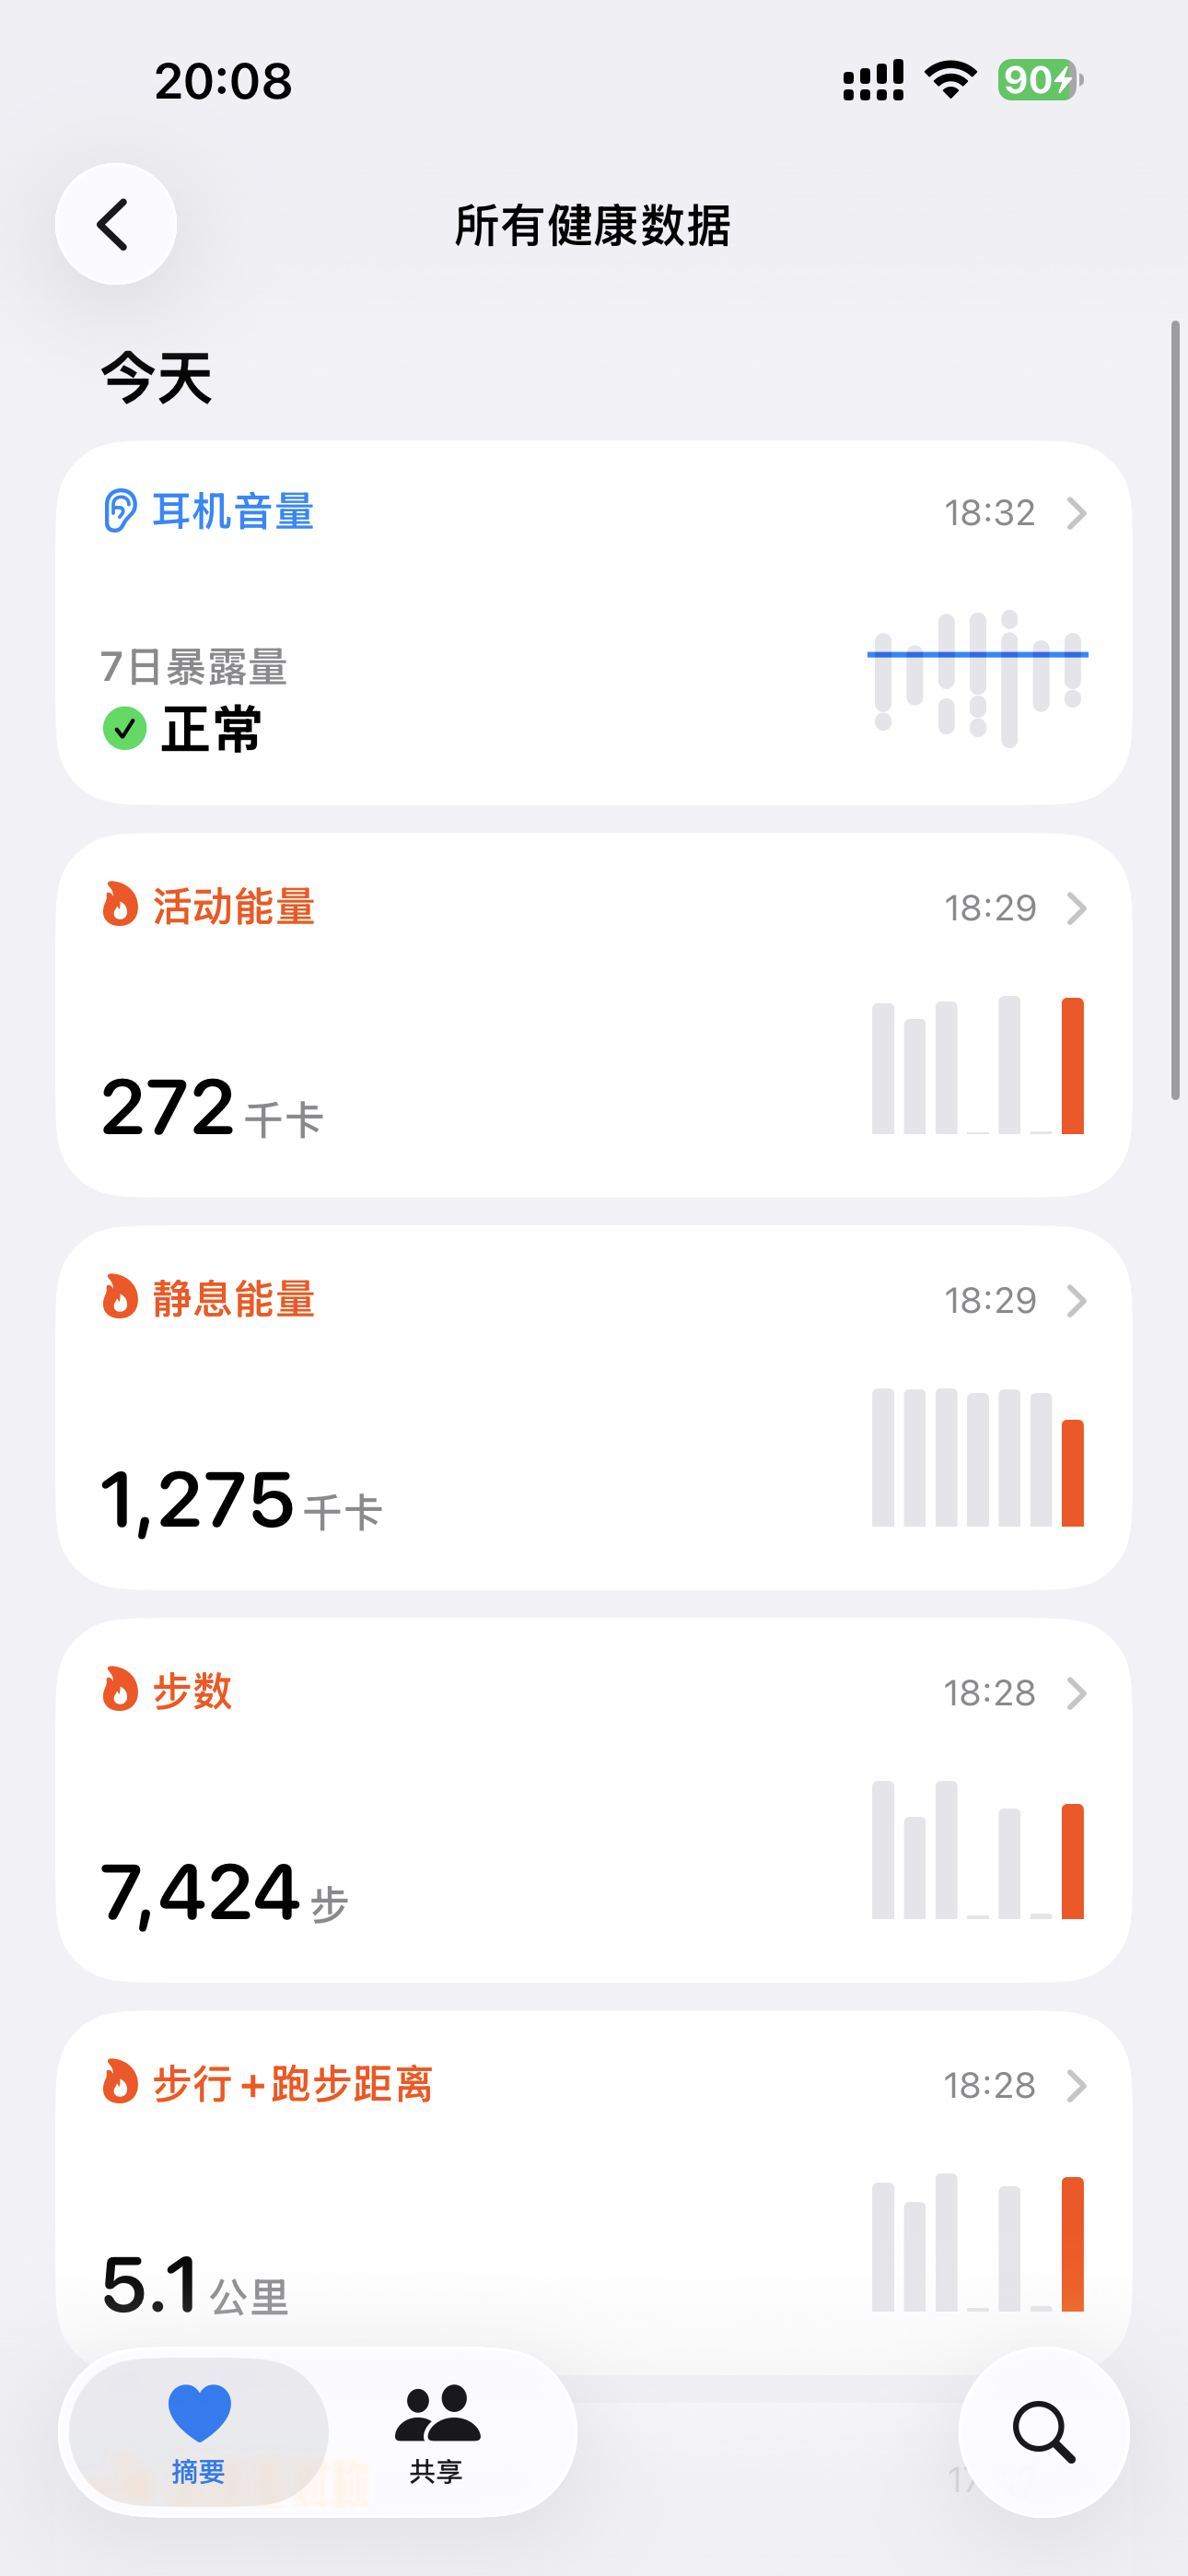 20:08
90
所有健康数据
今天
耳机音量 18:32
7日暴露量
正常
活动能量 18:29
272 千卡
静息能量 18:29
1,275 千卡
步数 18:28
7,424 步
步行+跑步距离 18:28
5.1 公里
摘要 共享